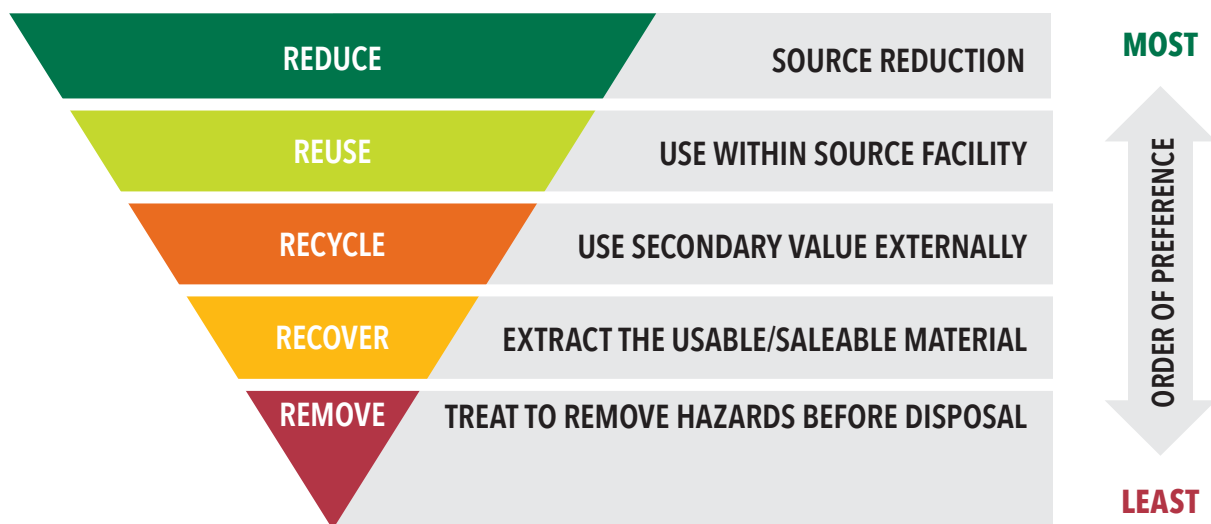 REDUCE
SOURCE REDUCTION
MOST
REUSE
USE WITHIN SOURCE FACILITY
RECYCLE
USE SECONDARY VALUE EXTERNALLY
RECOVER
EXTRACT THE USABLE/SALEABLE MATERIAL
REMOVE
TREAT TO REMOVE HAZARDS BEFORE DISPOSAL
ORDER OF PREFERENCE
LEAST